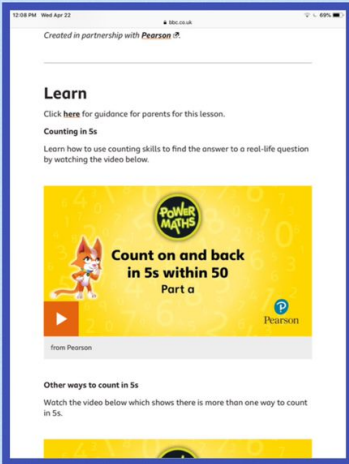 12:08 PM Wed Apr 22
bbc.co.uk
69%
Created in partnership with Pearson
Learn
Click here for guidance for parents for this lesson.
Counting in 5s
Learn how to use counting skills to find the answer to a real-life question
by watching the video below.
POWER
MATHS
Count on and back
in 5s within 50
Part a
P
Pearson
from Pearson
Other ways to count in 5s
Watch the video below which shows there is more than one way to count
in 5s.